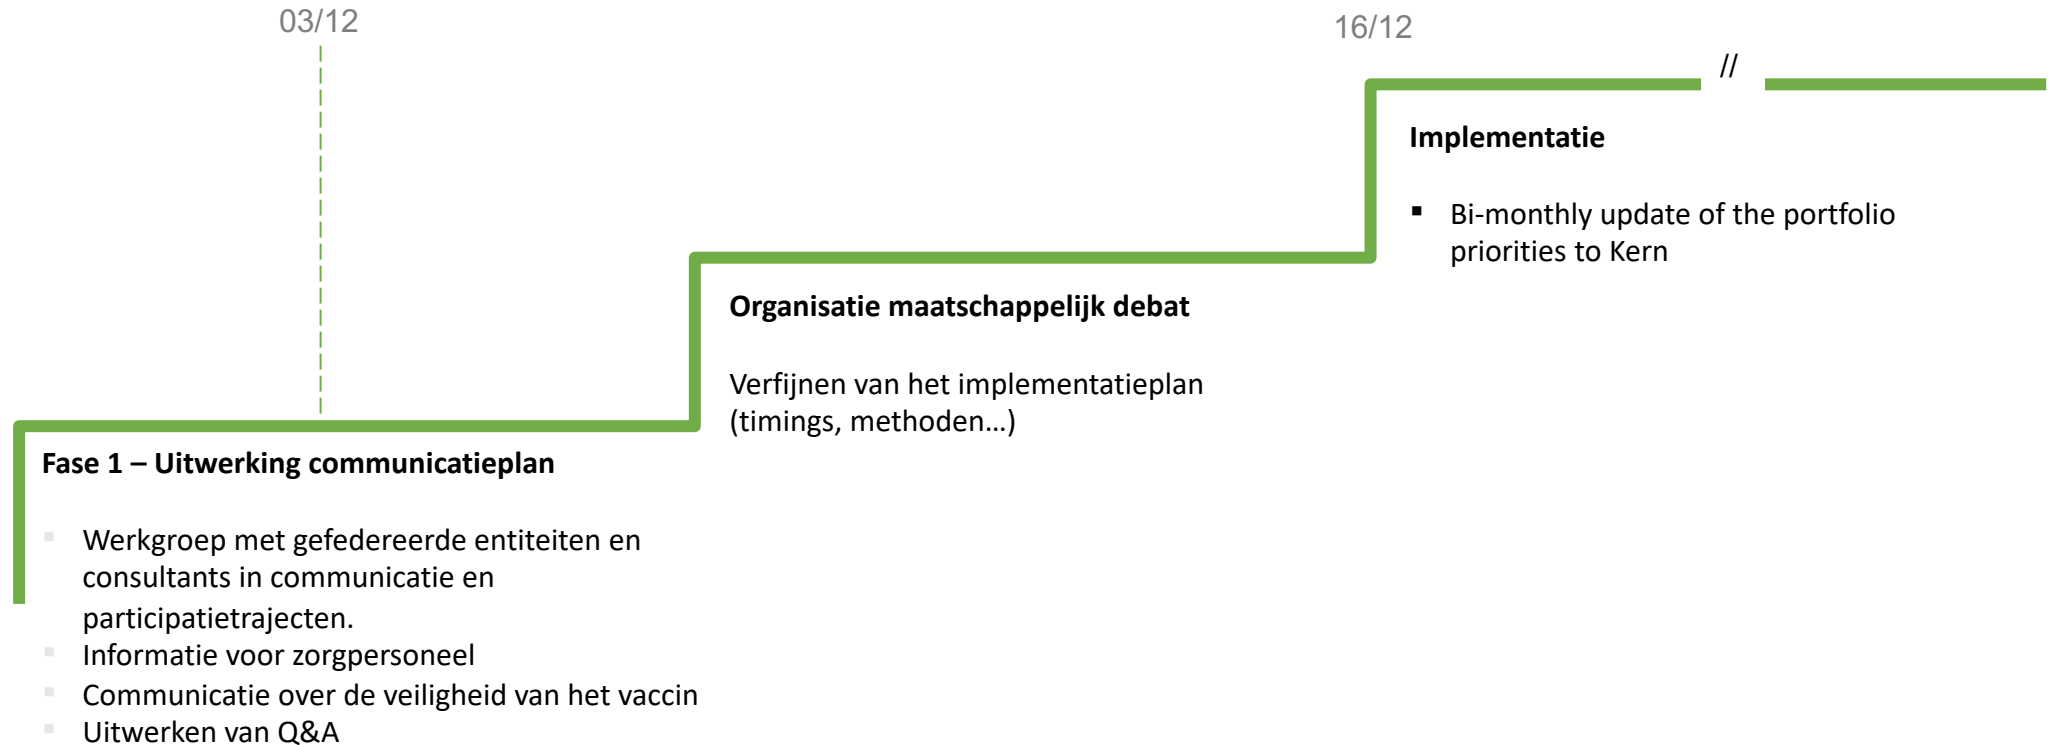 03/12
16/12
//
Implementatie
▪ Bi-monthly update of the portfolio
priorities to Kern
Organisatie maatschappelijk debat
Verfijnen van het implementatieplan
(timings, methoden…)
Fase 1 – Uitwerking communicatieplan
▪ Werkgroep met gefedereerde entiteiten en
consultants in communicatie en
participatietrajecten.
▪ Informatie voor zorgpersoneel
▪ Communicatie over de veiligheid van het vaccin
▪ Uitwerken van Q&A